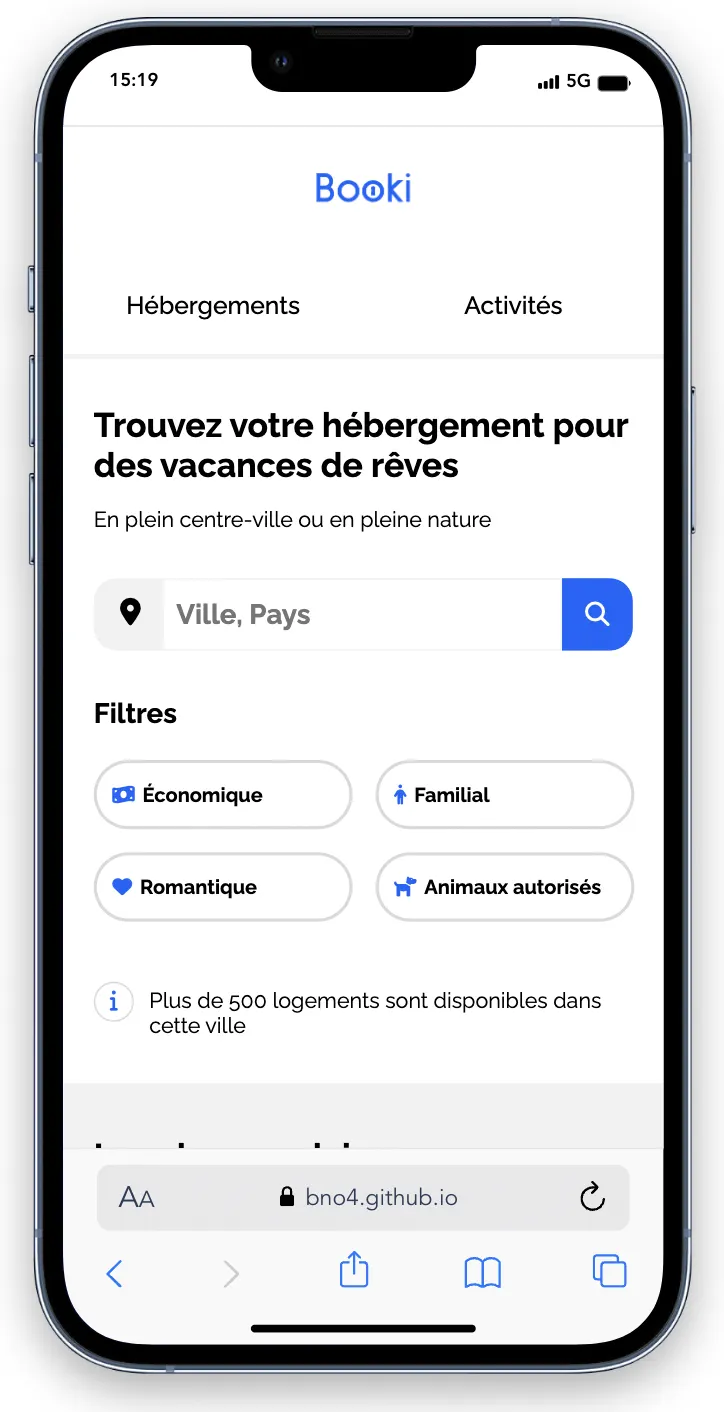 15:19
5G
Booki
Hébergements
Activités
Trouvez votre hébergement pour
des vacances de rêves
En plein centre-ville ou en pleine nature
Ville, Pays
Filtres
Économique
Familial
Romantique
Animaux autorisés
i
Plus de 500 logements sont disponibles dans
cette ville
AA
bno4.github.io